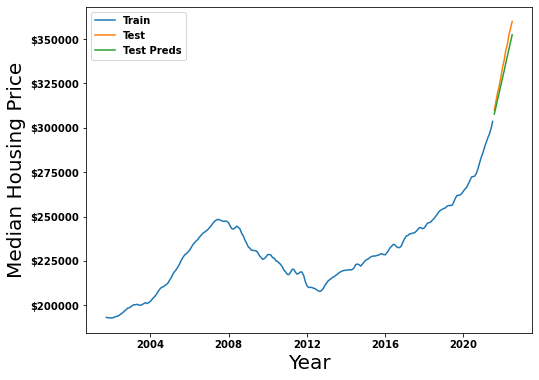 Train
Test
Test Preds
$350000
$325000
$300000
$275000
$250000
$225000
$200000
Median Housing Price
2004 2008 2012 2016 2020
Year